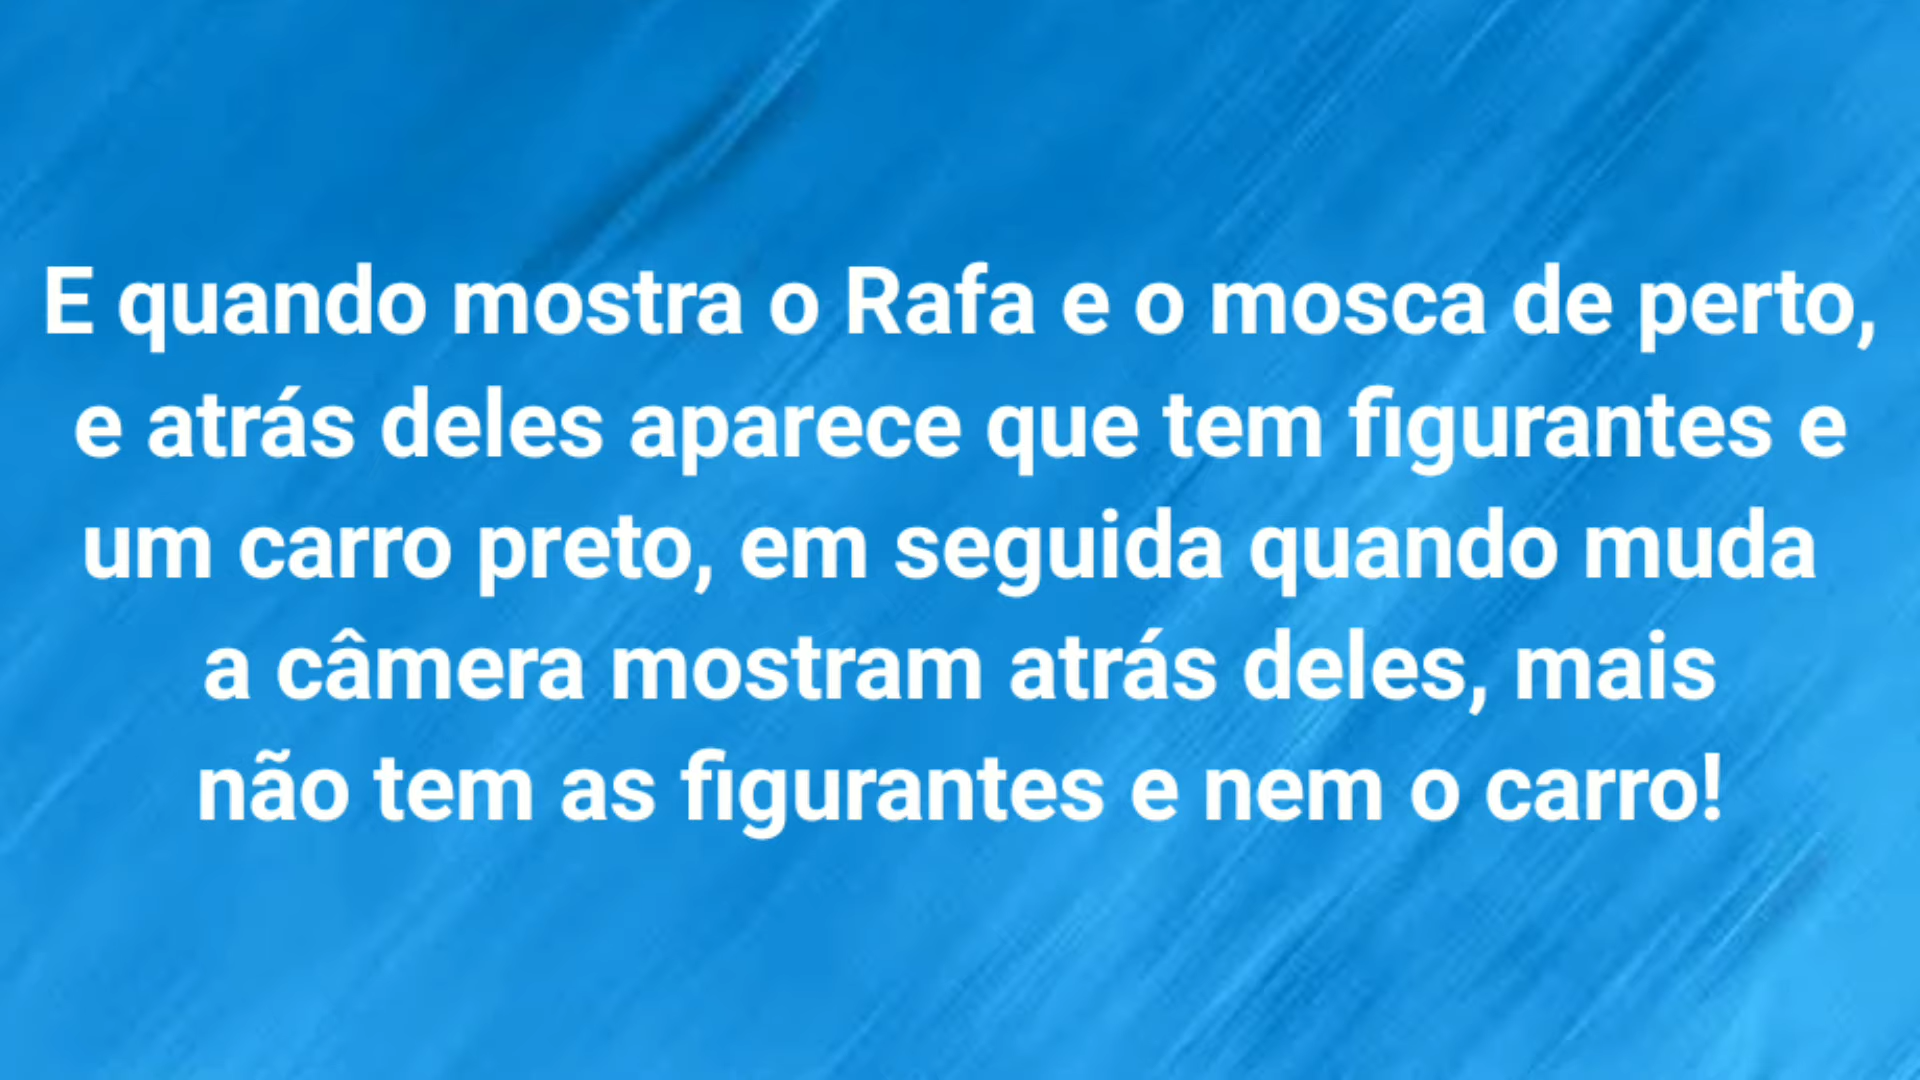 E quando mostra o Rafa e o mosca de perto,
e atrás deles aparece que tem figurantes e
um carro preto, em seguida quando muda
a câmera mostram atrás deles, mais
não tem as figurantes e nem o carro!